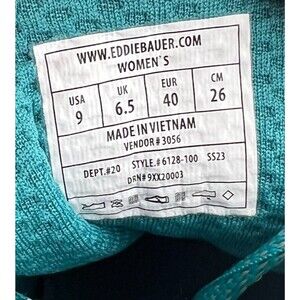 WWW.EDDIEBAUER.COM
WOMEN'S
USA UK EUR CM
9 6.5 40 26
MADE IN VIETNAM
VENDOR#3056
DEPT.#20 STYLE.#6128-100 SS23
DRN#9XX20003